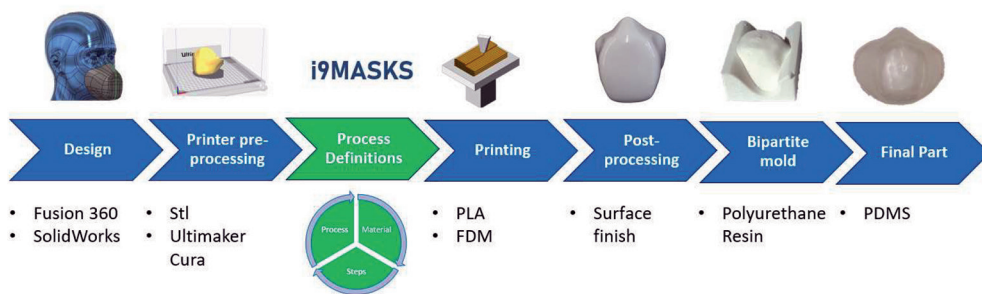 Ulti
i9MASKS
Design
Printer pre-
processing
Process
Definitions
Printing
Post-
processing
Bipartite
mold
Final Part
• Fusion 360
• SolidWorks
• Stl
• Ultimaker
Cura
Process
Material
Steps
• PLA
• FDM
• Surface
finish
• Polyurethane
Resin
• PDMS